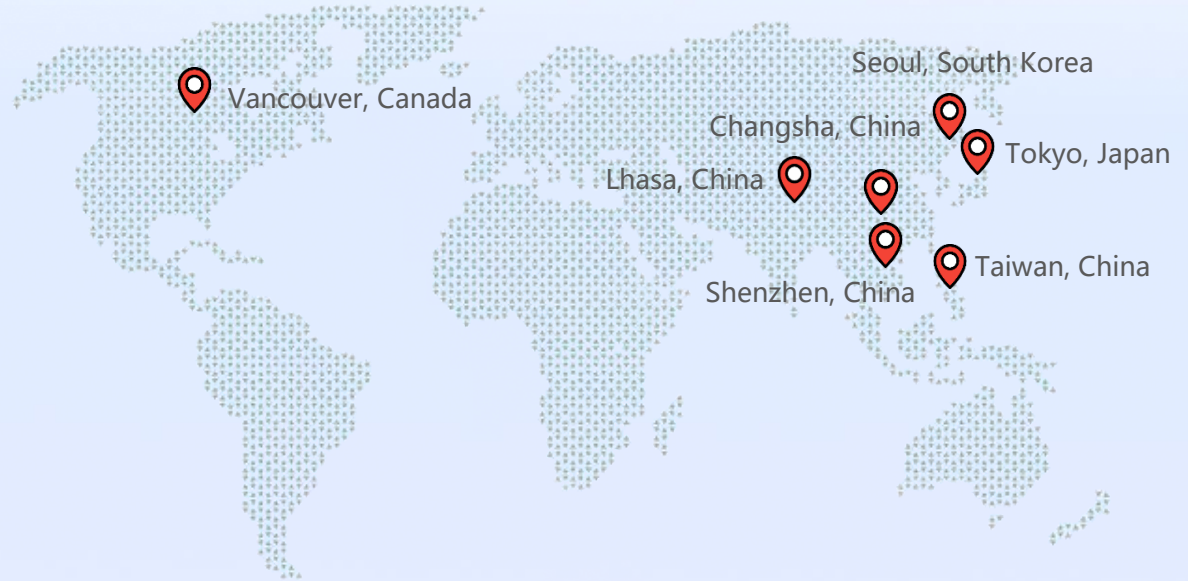 Seoul, South Korea
Vancouver, Canada
Changsha, China
Tokyo, Japan
Lhasa, China
Taiwan, China
Shenzhen, China